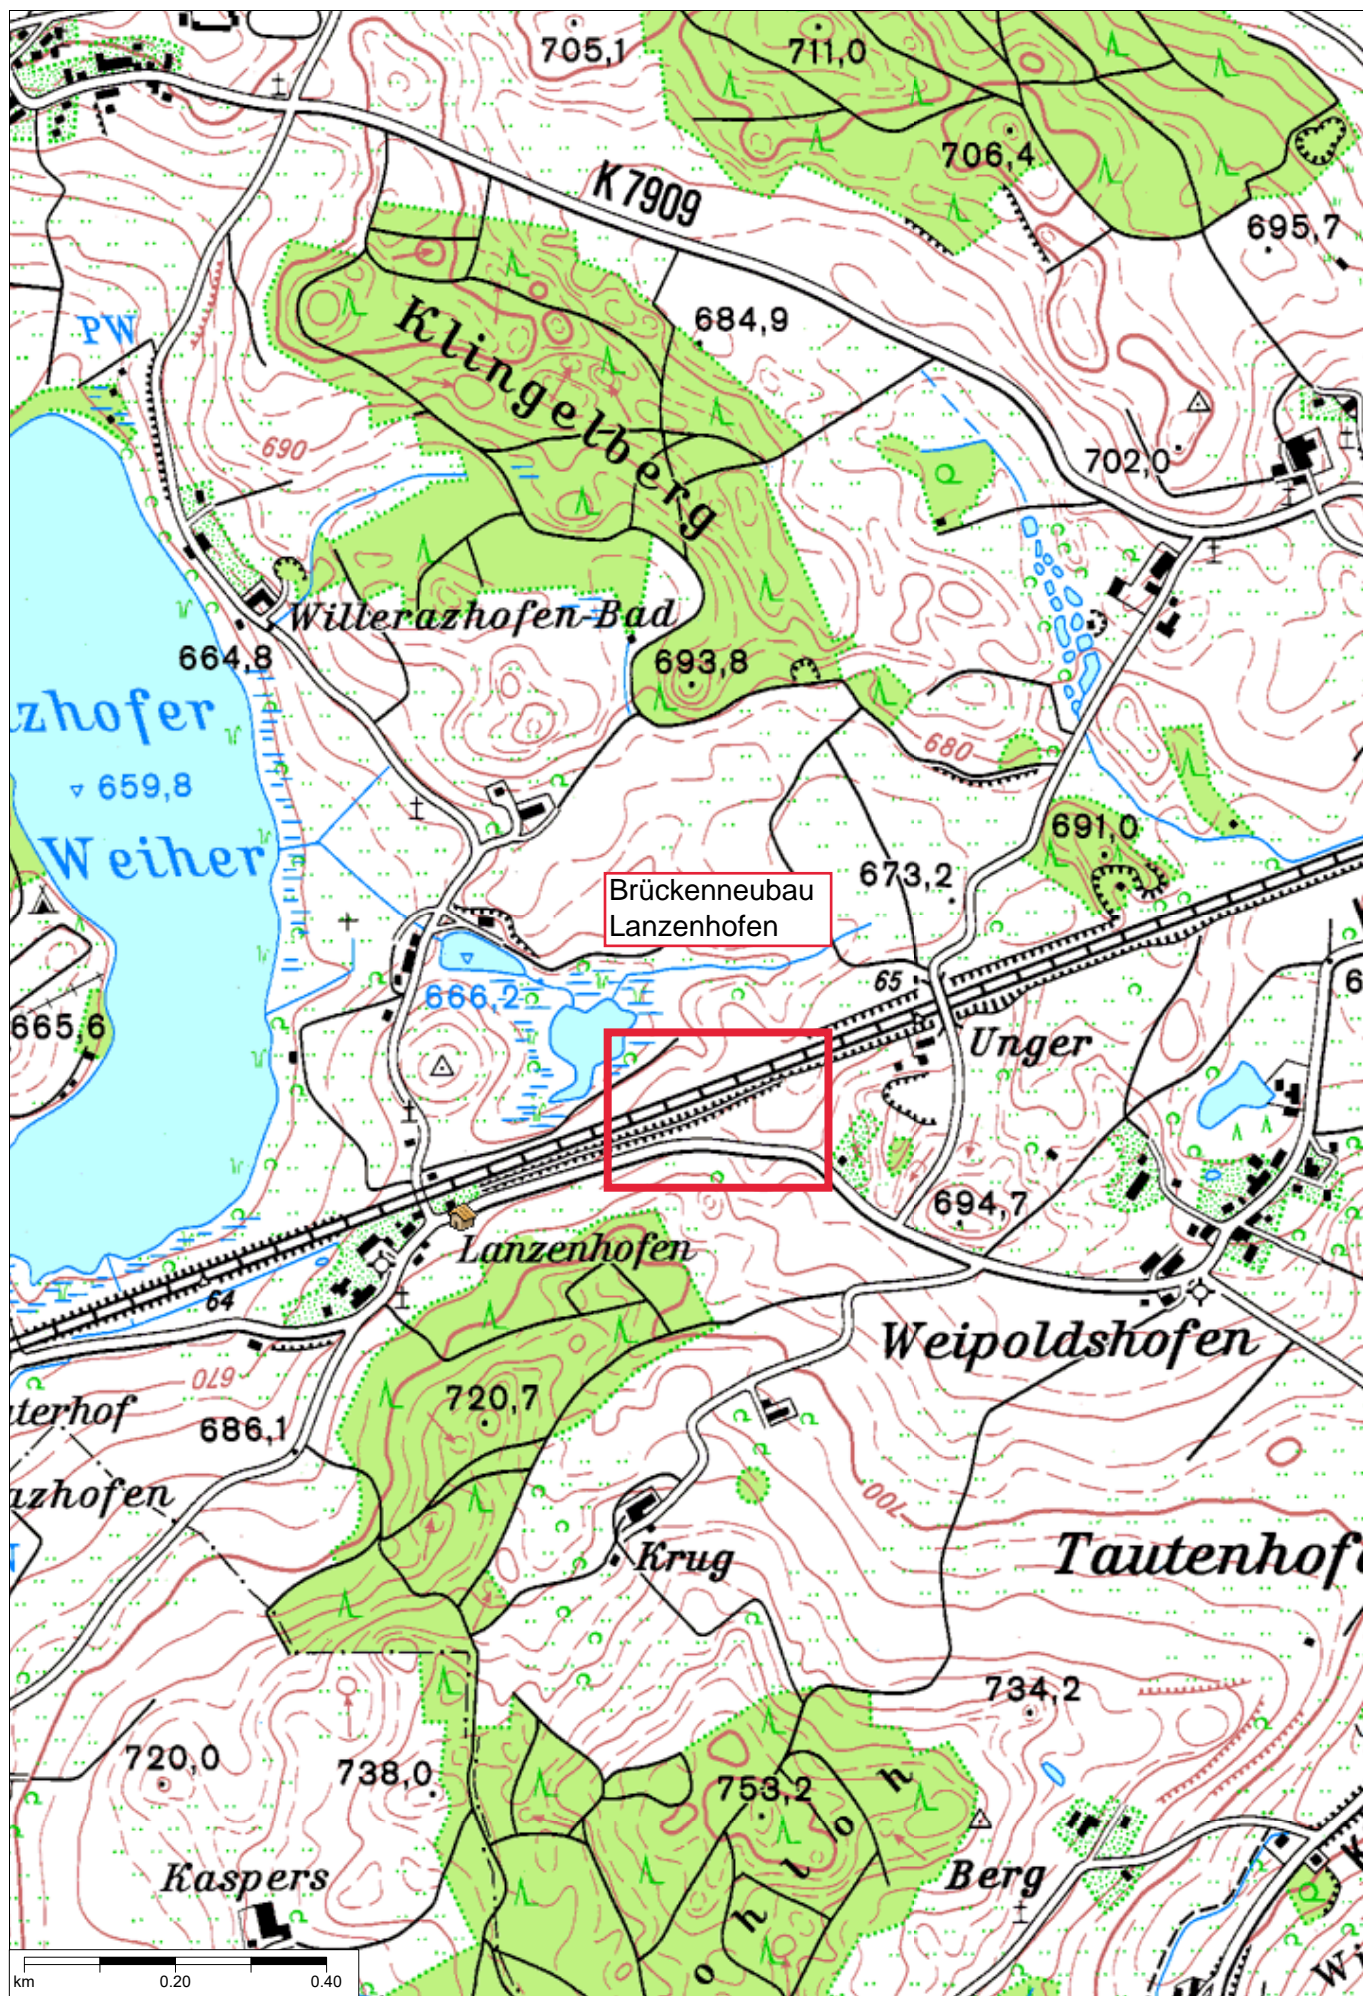 705,1
711,0
706,4
K 7909
695,7
PW
684,9
Klingelberg
690
702,0
Willerazhofen-Bad
664,8
693,8
zhofer
659,8
Weiher
680
691,0
673,2
Brückenneubau
Lanzenhofen
65
666,2
665,6
Unger
694,7
Lanzenhofen
64
Weipoldshofen
670
terhof
720,7
686,1
azhofen
700
Krug
Tautenhof
734,2
720,0
738,0
753,2
h
o
l
h
o
Kaspers
Berg
km
0.20
0.40